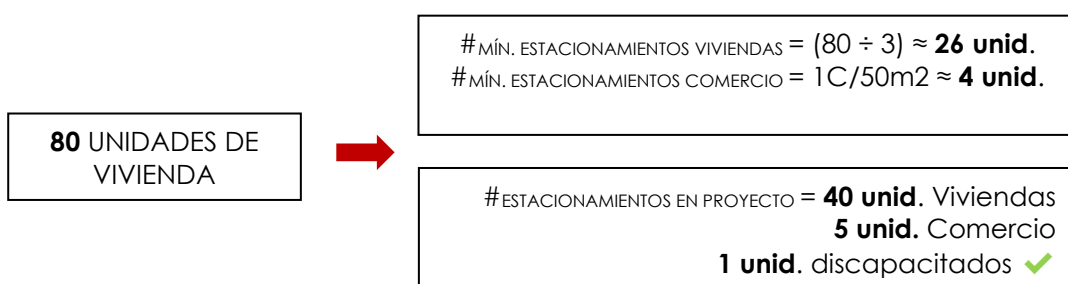 80 UNIDADES DE
VIVIENDA
#MÍN. ESTACIONAMIENTOS VIVIENDAS = (80 ÷ 3) ≈ 26 unid.
#MÍN. ESTACIONAMIENTOS COMERCIO = 1C/50m2 ≈ 4 unid.
#ESTACIONAMIENTOS EN PROYECTO = 40 unid. Viviendas
5 unid. Comercio
1 unid. discapacitados ✔